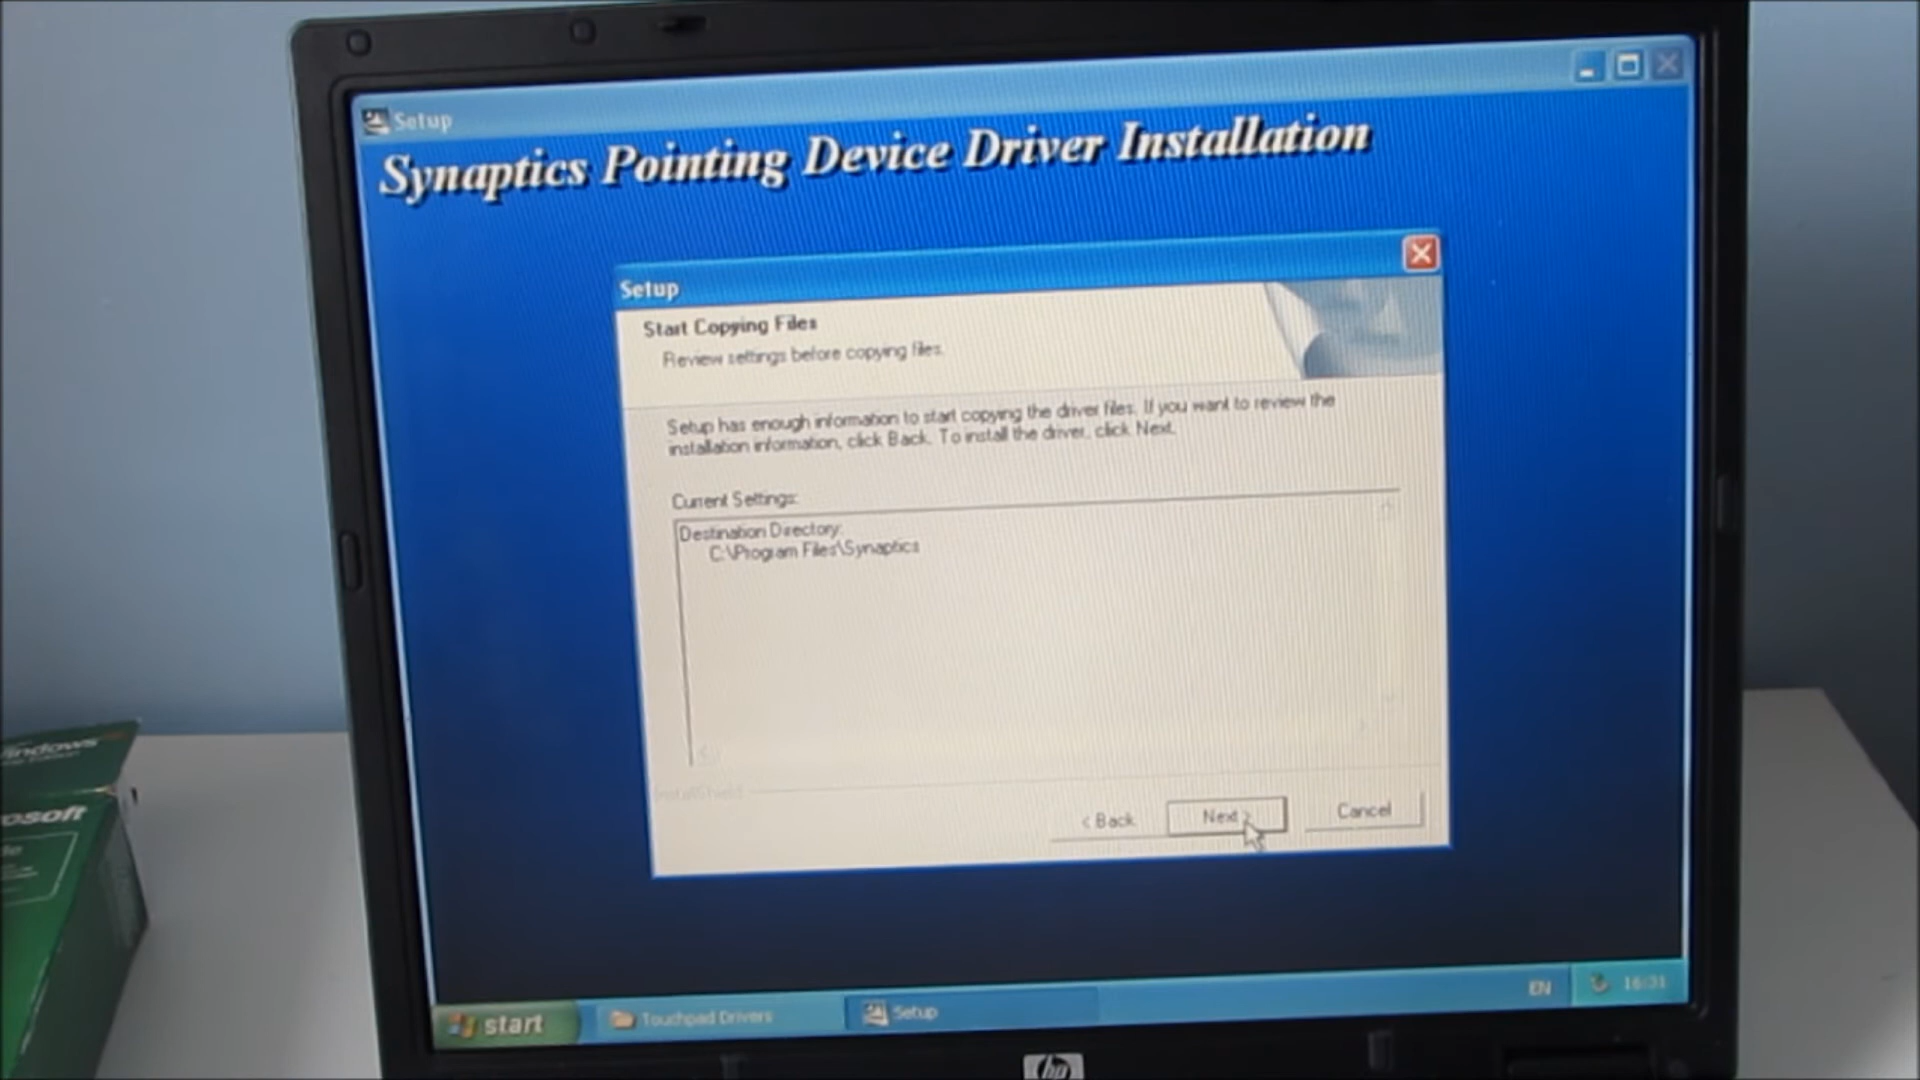 Setup
Synaptics Pointing Device Driver Installation
Setup
Start Copying Files
Review settings before copying files.
Setup has enough information to start copying the driver files. If you want to review the
installation information, click Back. To install the driver, click Next.
Current Settings:
Destination Directory:
C:\Program Files\Synaptics
InstallShield
< Back
Next >
Cancel
start
Touchpad Drivers
Setup
EN
16:31
hp